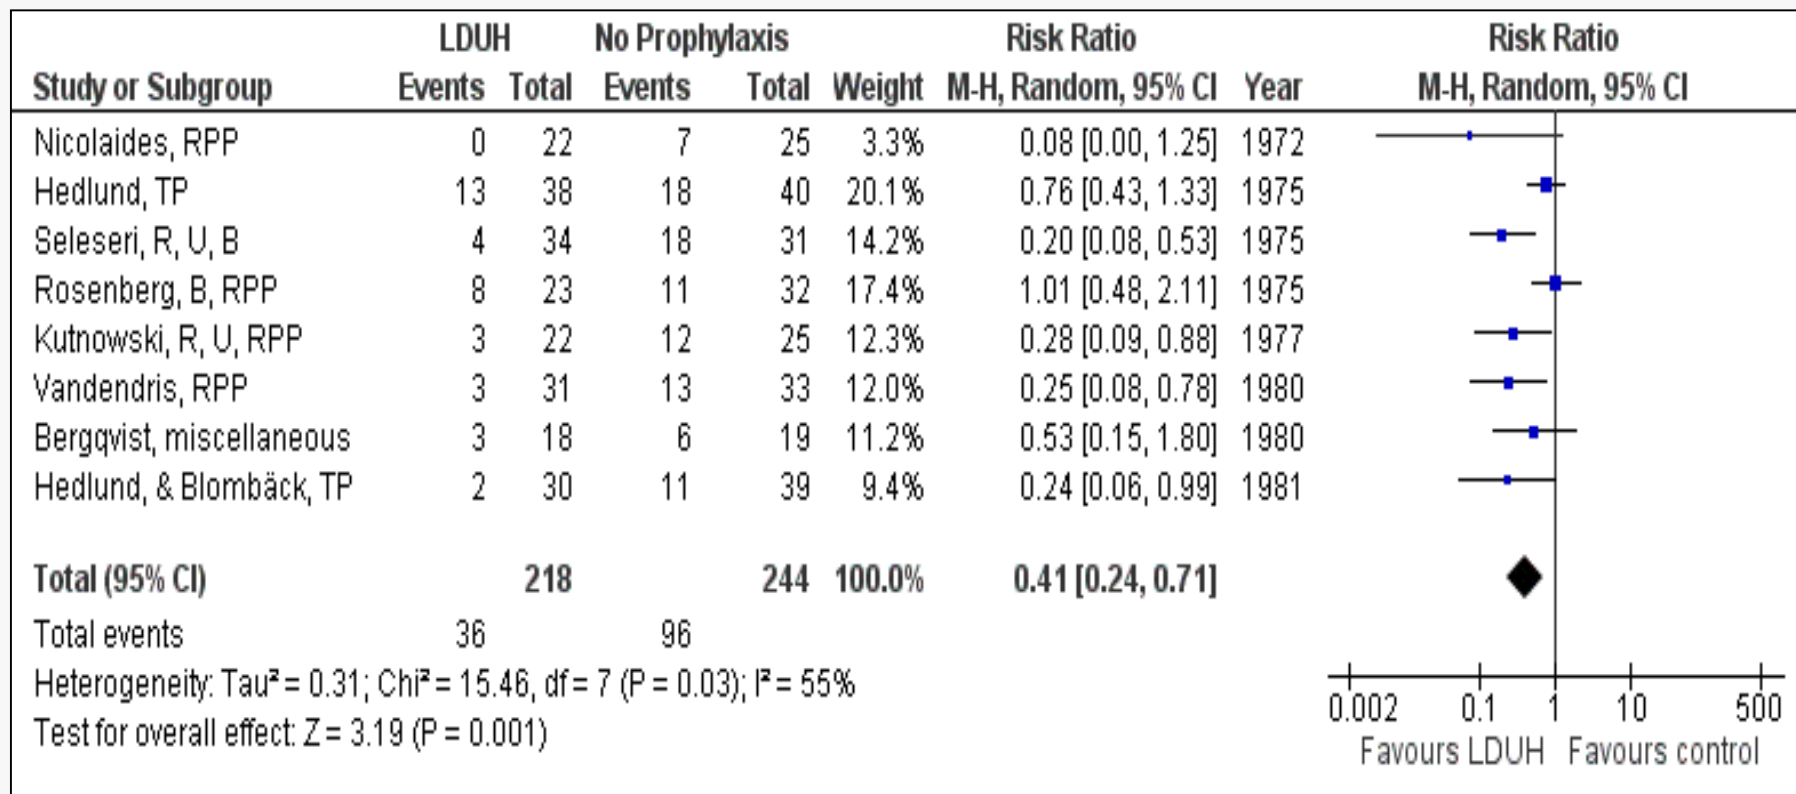 LDUH No Prophylaxis Risk Ratio Risk Ratio
Study or Subgroup Events Total Events Total Weight M-H, Random, 95% CI Year M-H, Random, 95% CI
Nicolaides, RPP 0 22 7 25 3.3% 0.08 [0.00, 1.25] 1972
Hedlund, TP 13 38 18 40 20.1% 0.76 [0.43, 1.33] 1975
Seleseri, R, U, B 4 34 18 31 14.2% 0.20 [0.08, 0.53] 1975
Rosenberg, B, RPP 8 23 11 32 17.4% 1.01 [0.48, 2.11] 1975
Kutnowski, R, U, RPP 3 22 12 25 12.3% 0.28 [0.09, 0.88] 1977
Vandendris, RPP 3 31 13 33 12.0% 0.25 [0.08, 0.78] 1980
Bergqvist, miscellaneous 3 18 6 19 11.2% 0.53 [0.15, 1.80] 1980
Hedlund, & Blombäck, TP 2 30 11 39 9.4% 0.24 [0.06, 0.99] 1981
Total (95% CI) 218 244 100.0% 0.41 [0.24, 0.71]
Total events 36 96
Heterogeneity: Tau² = 0.31; Chi² = 15.46, df = 7 (P = 0.03); I² = 55%
Test for overall effect: Z = 3.19 (P = 0.001)
0.002 0.1 1 10 500
Favours LDUH Favours control